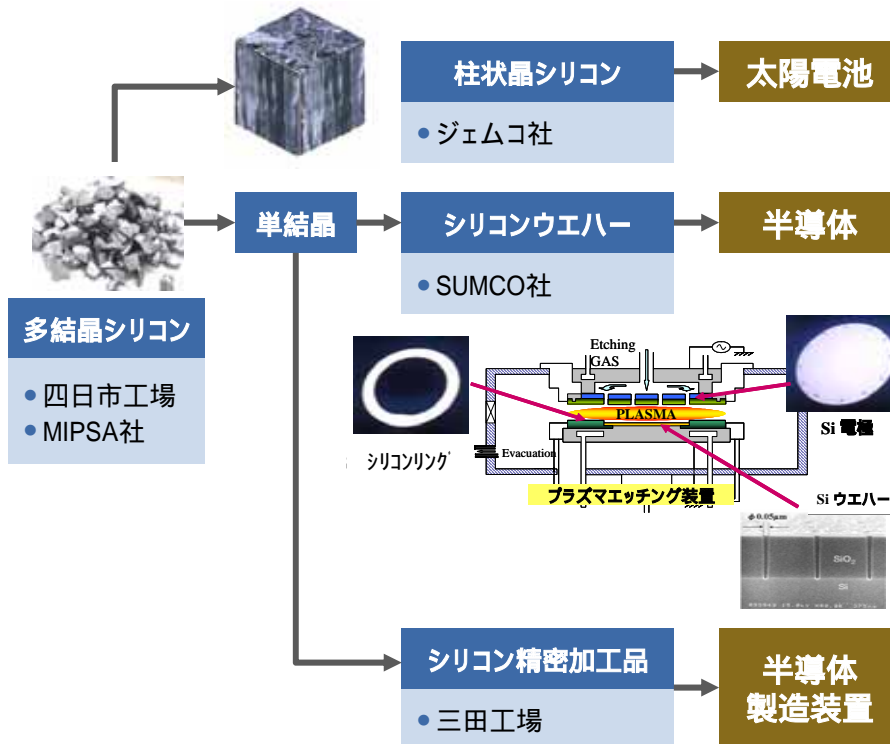 柱状晶シリコン
太陽電池
• ジェムコ社
単結晶
シリコンウエハー
半導体
• SUMCO社
多結晶シリコン
• 四日市工場
• MIPSA社
Etching
GAS
PLASMA
Si 電極
シリコンリング
Evacuation
プラズマエッチング装置
Si ウエハー
φ0.05μm
SiO₂
Si
シリコン精密加工品
半導体
製造装置
• 三田工場